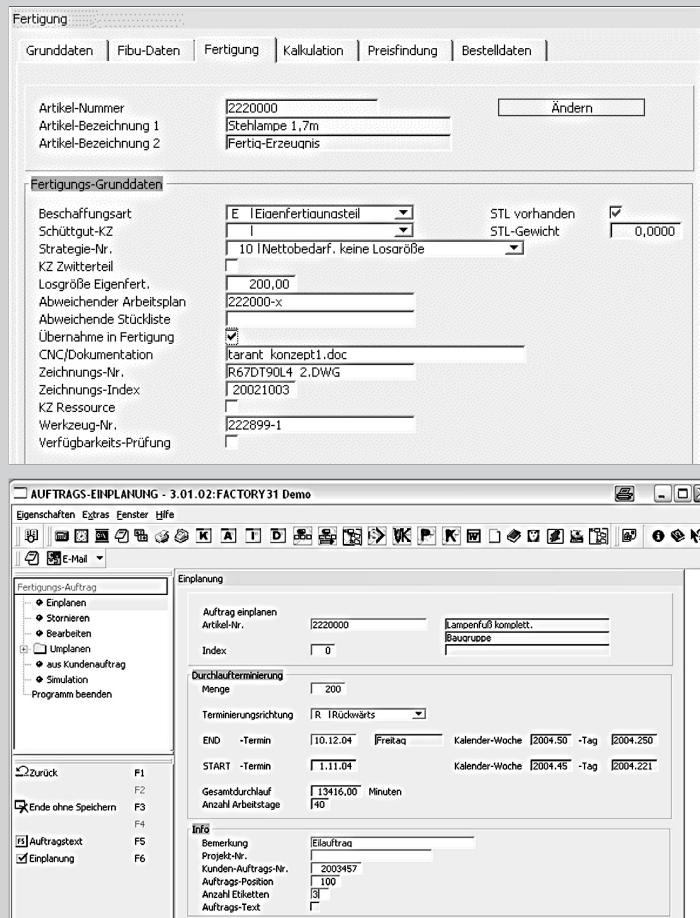 Fertigung
Grunddaten Fibu-Daten Fertigung Kalkulation Preisfindung Bestelldaten
Artikel-Nummer 2220000 Ändern
Artikel-Bezeichnung 1 Stehlampe 1,7m
Artikel-Bezeichnung 2 Fertig-Erzeugnis
Fertigungs-Grunddaten
Beschaffungsart E |Eigenfertigungsteil STL vorhanden
Schüttgut-KZ | STL-Gewicht 0,0000
Strategie-Nr. 10 |Nettobedarf. keine Losgröße
KZ Zwitterteil
Losgröße Eigenfert. 200,00
Abweichender Arbeitsplan 222000-x
Abweichende Stückliste
Übernahme in Fertigung
CNC/Dokumentation tarant konzept1.doc
Zeichnungs-Nr. R67DT90L4 2.DWG
Zeichnungs-Index 20021003
KZ Ressource
Werkzeug-Nr. 222899-1
Verfügbarkeits-Prüfung
AUFTRAGS-EINPLANUNG - 3.01.02:FACTORY31 Demo
Eigenschaften Extras Fenster Hilfe
K A T D VK P K W
E-Mail
Fertigungs-Auftrag
Einplanen
Stornieren
Bearbeiten
Umplanen
aus Kundenauftrag
Simulation
Programm beenden
Zurück F1
F2
Ende ohne Speichern F3
F4
FS Auftragstext F5
Einplanung F6
Einplanung
Auftrag einplanen
Artikel-Nr. 2220000 Lampenfuß komplett.
Baugruppe
Index 0
Durchlaufterminierung
Menge 200
Terminierungsrichtung R |Rückwärts
END -Termin 10.12.04 Freitag Kalender-Woche 2004.50 -Tag 2004.250
START -Termin 1.11.04 Kalender-Woche 2004.45 -Tag 2004.221
Gesamtdurchlauf 13416,00 Minuten
Anzahl Arbeitstage 40
Info
Bemerkung Eilauftrag
Projekt-Nr.
Kunden-Auftrags-Nr. 2003457
Auftrags-Position 100
Anzahl Etiketten 3
Auftrags-Text